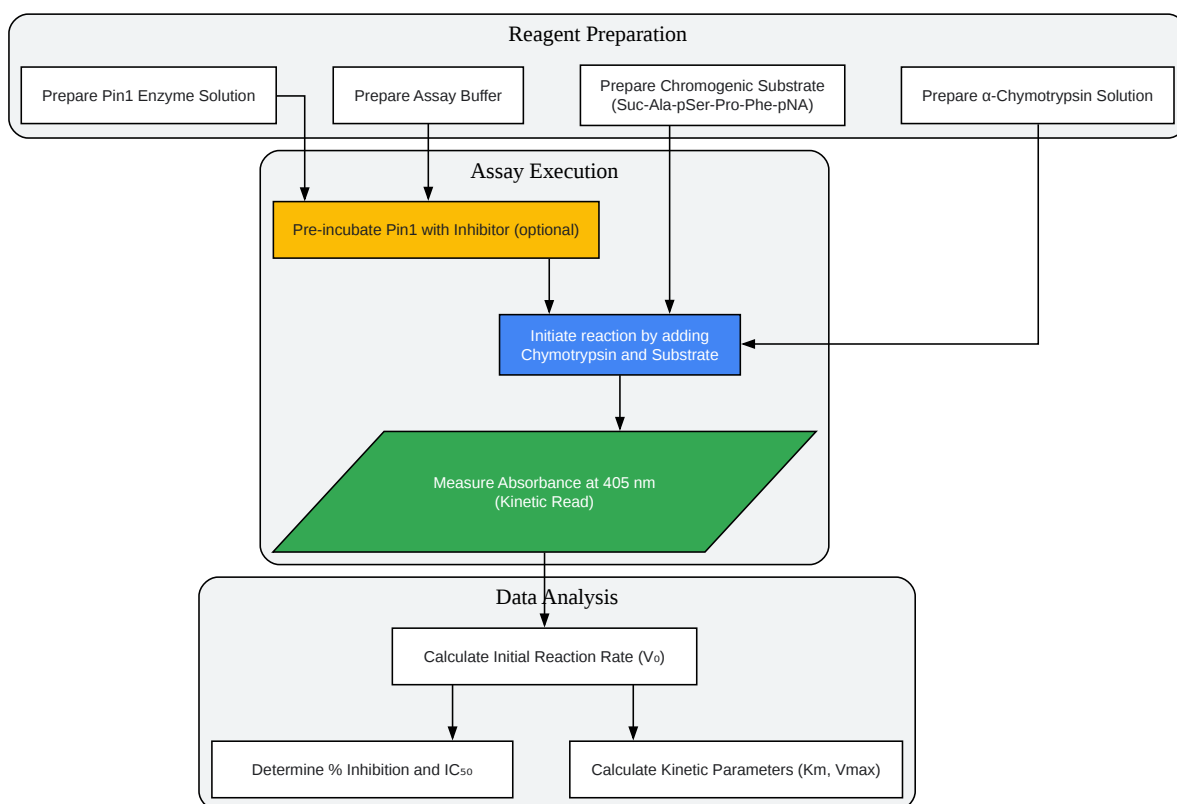 Reagent Preparation
Prepare Pin1 Enzyme Solution
Prepare Assay Buffer
Prepare Chromogenic Substrate
(Suc-Ala-pSer-Pro-Phe-pNA)
Prepare α-Chymotrypsin Solution
Assay Execution
Pre-incubate Pin1 with Inhibitor (optional)
Initiate reaction by adding
Chymotrypsin and Substrate
Measure Absorbance at 405 nm
(Kinetic Read)
Data Analysis
Calculate Initial Reaction Rate (V₀)
Determine % Inhibition and IC₅₀
Calculate Kinetic Parameters (Km, Vmax)